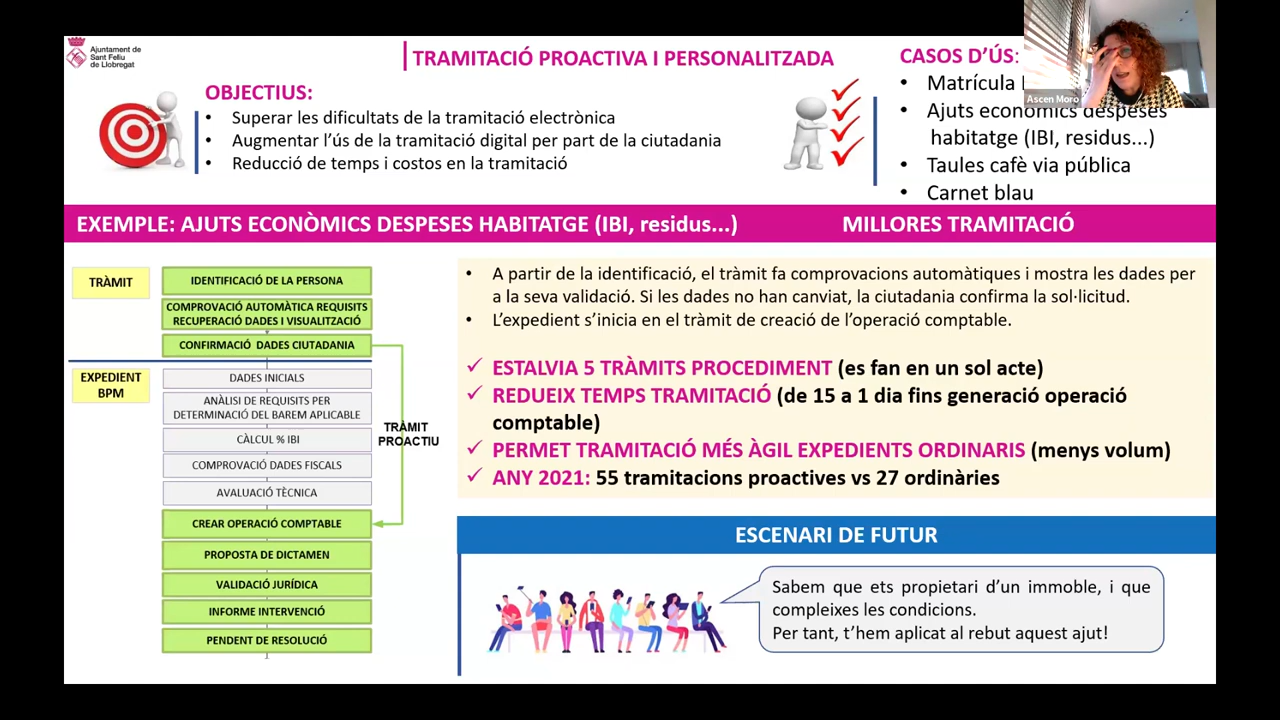 Ajuntament de
Sant Feliu
de Llobregat
TRAMITACIÓ PROACTIVA I PERSONALITZADA
OBJECTIUS:
• Superar les dificultats de la tramitació electrònica
• Augmentar l'ús de la tramitació digital per part de la ciutadania
• Reducció de temps i costos en la tramitació
CASOS D'ÚS:
• Matrícula
• Ajuts econòmics despeses
habitatge (IBI, residus...)
• Taules cafè via pública
• Carnet blau
Ascen Moro
EXEMPLE: AJUTS ECONÒMICS DESPESES HABITATGE (IBI, residus...)
MILLORES TRAMITACIÓ
TRÀMIT
IDENTIFICACIÓ DE LA PERSONA
COMPROVACIÓ AUTOMÀTICA REQUISITS
RECUPERACIÓ DADES I VISUALITZACIÓ
CONFIRMACIÓ DADES CIUTADANIA
EXPEDIENT
BPM
DADES INICIALS
ANÀLISI DE REQUISITS PER
DETERMINACIÓ DEL BAREM APLICABLE
CÀLCUL % IBI
COMPROVACIÓ DADES FISCALS
AVALUACIÓ TÈCNICA
CREAR OPERACIÓ COMPTABLE
PROPOSTA DE DICTAMEN
VALIDACIÓ JURÍDICA
INFORME INTERVENCIÓ
PENDENT DE RESOLUCIÓ
TRÀMIT
PROACTIU
• A partir de la identificació, el tràmit fa comprovacions automàtiques i mostra les dades per
a la seva validació. Si les dades no han canviat, la ciutadania confirma la sol·licitud.
• L'expedient s'inicia en el tràmit de creació de l'operació comptable.
✓ ESTALVIA 5 TRÀMITS PROCEDIMENT (es fan en un sol acte)
✓ REDUEIX TEMPS TRAMITACIÓ (de 15 a 1 dia fins generació operació
comptable)
✓ PERMET TRAMITACIÓ MÉS ÀGIL EXPEDIENTS ORDINARIS (menys volum)
✓ ANY 2021: 55 tramitacions proactives vs 27 ordinàries
ESCENARI DE FUTUR
Sabem que ets propietari d'un immoble, i que
compleixes les condicions.
Per tant, t'hem aplicat al rebut aquest ajut!